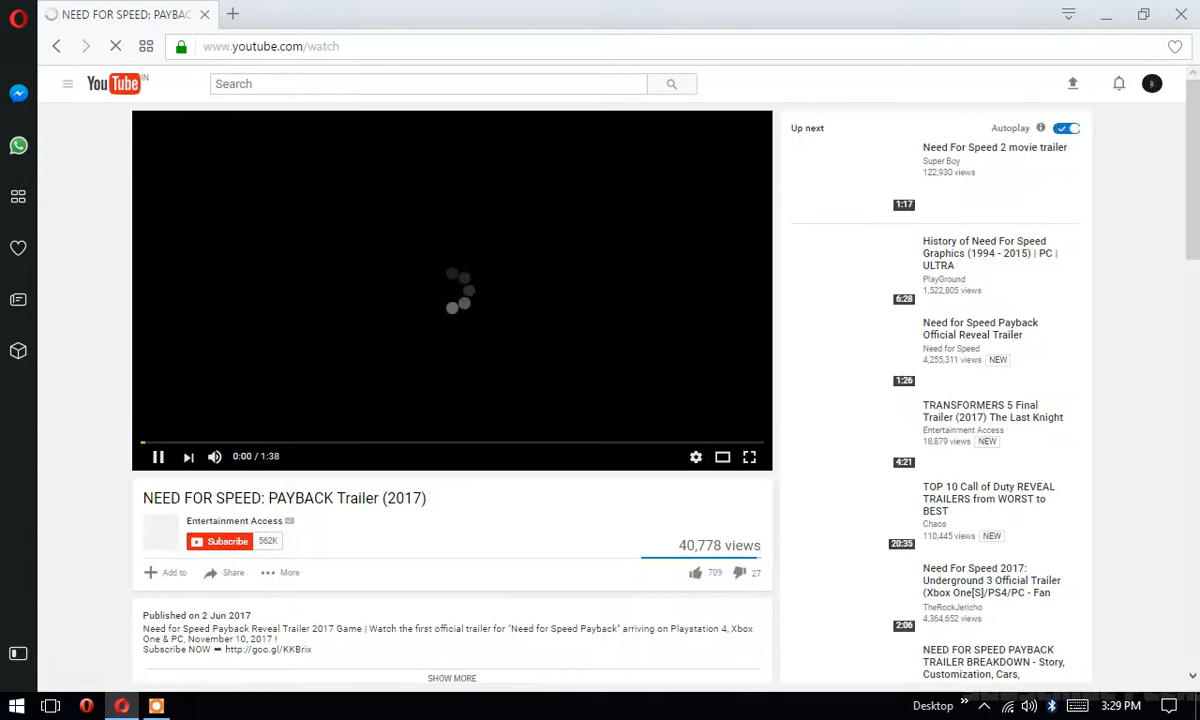 NEED FOR SPEED: PAYBAC
www.youtube.com/watch
YouTube IN
Search
Up next
Autoplay
Need For Speed 2 movie trailer
Super Boy
122,930 views
1:17
History of Need For Speed
Graphics (1994 - 2015) | PC |
ULTRA
PlayGround
1,522,805 views
6:28
Need for Speed Payback
Official Reveal Trailer
Need for Speed
4,255,311 views NEW
1:26
TRANSFORMERS 5 Final
Trailer (2017) The Last Knight
Entertainment Access
18,879 views NEW
4:21
TOP 10 Call of Duty REVEAL
TRAILERS from WORST to
BEST
Chaos
110,445 views NEW
20:35
Need For Speed 2017:
Underground 3 Official Trailer
(Xbox One[S]/PS4/PC - Fan
TheRockJericho
4,364,652 views
2:06
NEED FOR SPEED PAYBACK
TRAILER BREAKDOWN - Story,
Customization, Cars,
0:00 / 1:38
NEED FOR SPEED: PAYBACK Trailer (2017)
Entertainment Access
Subscribe 562K
40,778 views
Add to Share More
709 27
Published on 2 Jun 2017
Need for Speed Payback Reveal Trailer 2017 Game | Watch the first official trailer for "Need for Speed Payback" arriving on Playstation 4, Xbox
One & PC, November 10, 2017 !
Subscribe NOW ➨ http://goo.gl/KKBrix
SHOW MORE
Desktop
3:29 PM